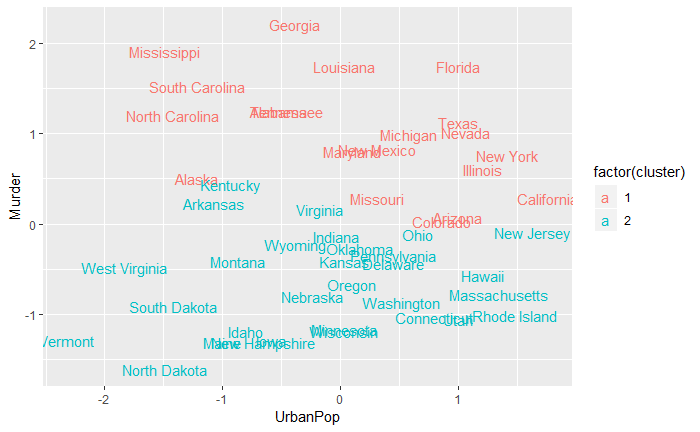 Georgia
2
Mississippi
Louisiana
Florida
South Carolina
North Carolina
Alabama
Tennessee
Texas
1
Michigan
Nevada
New Mexico
Maryland
New York
Illinois
factor(cluster)
Alaska
Kentucky
a 1
Missouri
California
Arkansas
a 2
Murder
Virginia
Arizona
0
Colorado
New Jersey
Ohio
Indiana
Wyoming
Oklahoma
Pennsylvania
Montana
Kansas
Delaware
West Virginia
Hawaii
Oregon
Nebraska
Massachusetts
South Dakota
Washington
-1
Connecticut
Utah
Rhode Island
Idaho
Minnesota
Wisconsin
Vermont
Maine
New Hampshire
Iowa
North Dakota
-2
-1
0
1
UrbanPop